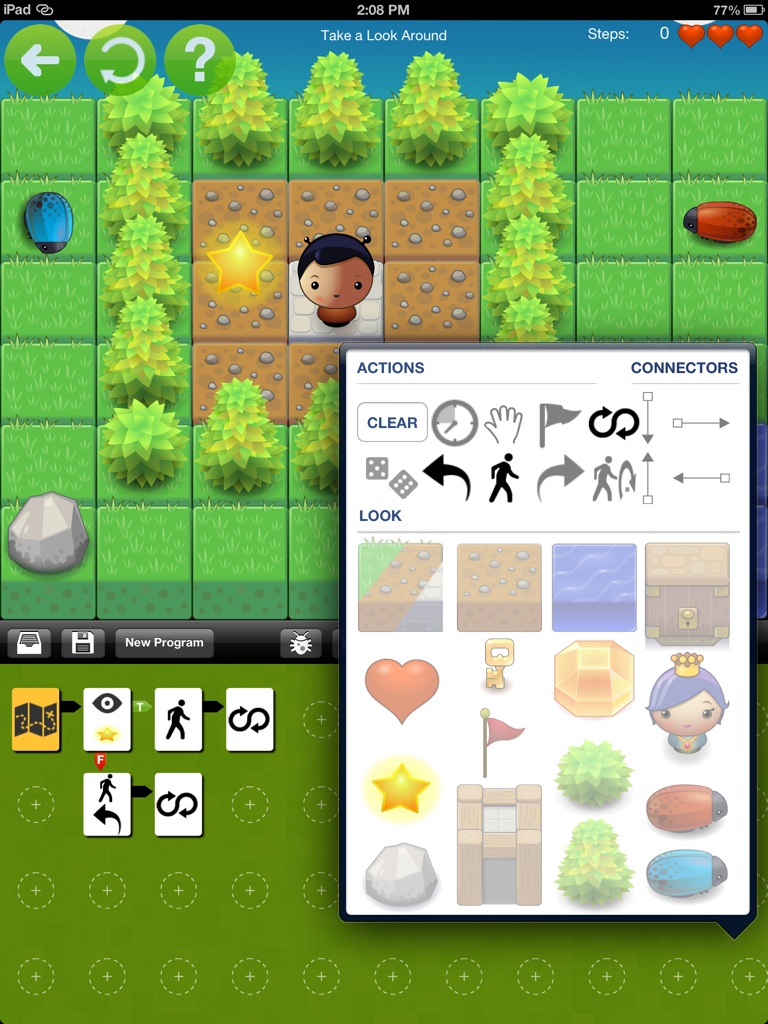 iPad 2:08 PM 77%
Take a Look Around Steps: 0
?
ACTIONS CONNECTORS
CLEAR
LOOK
New Program
T
F